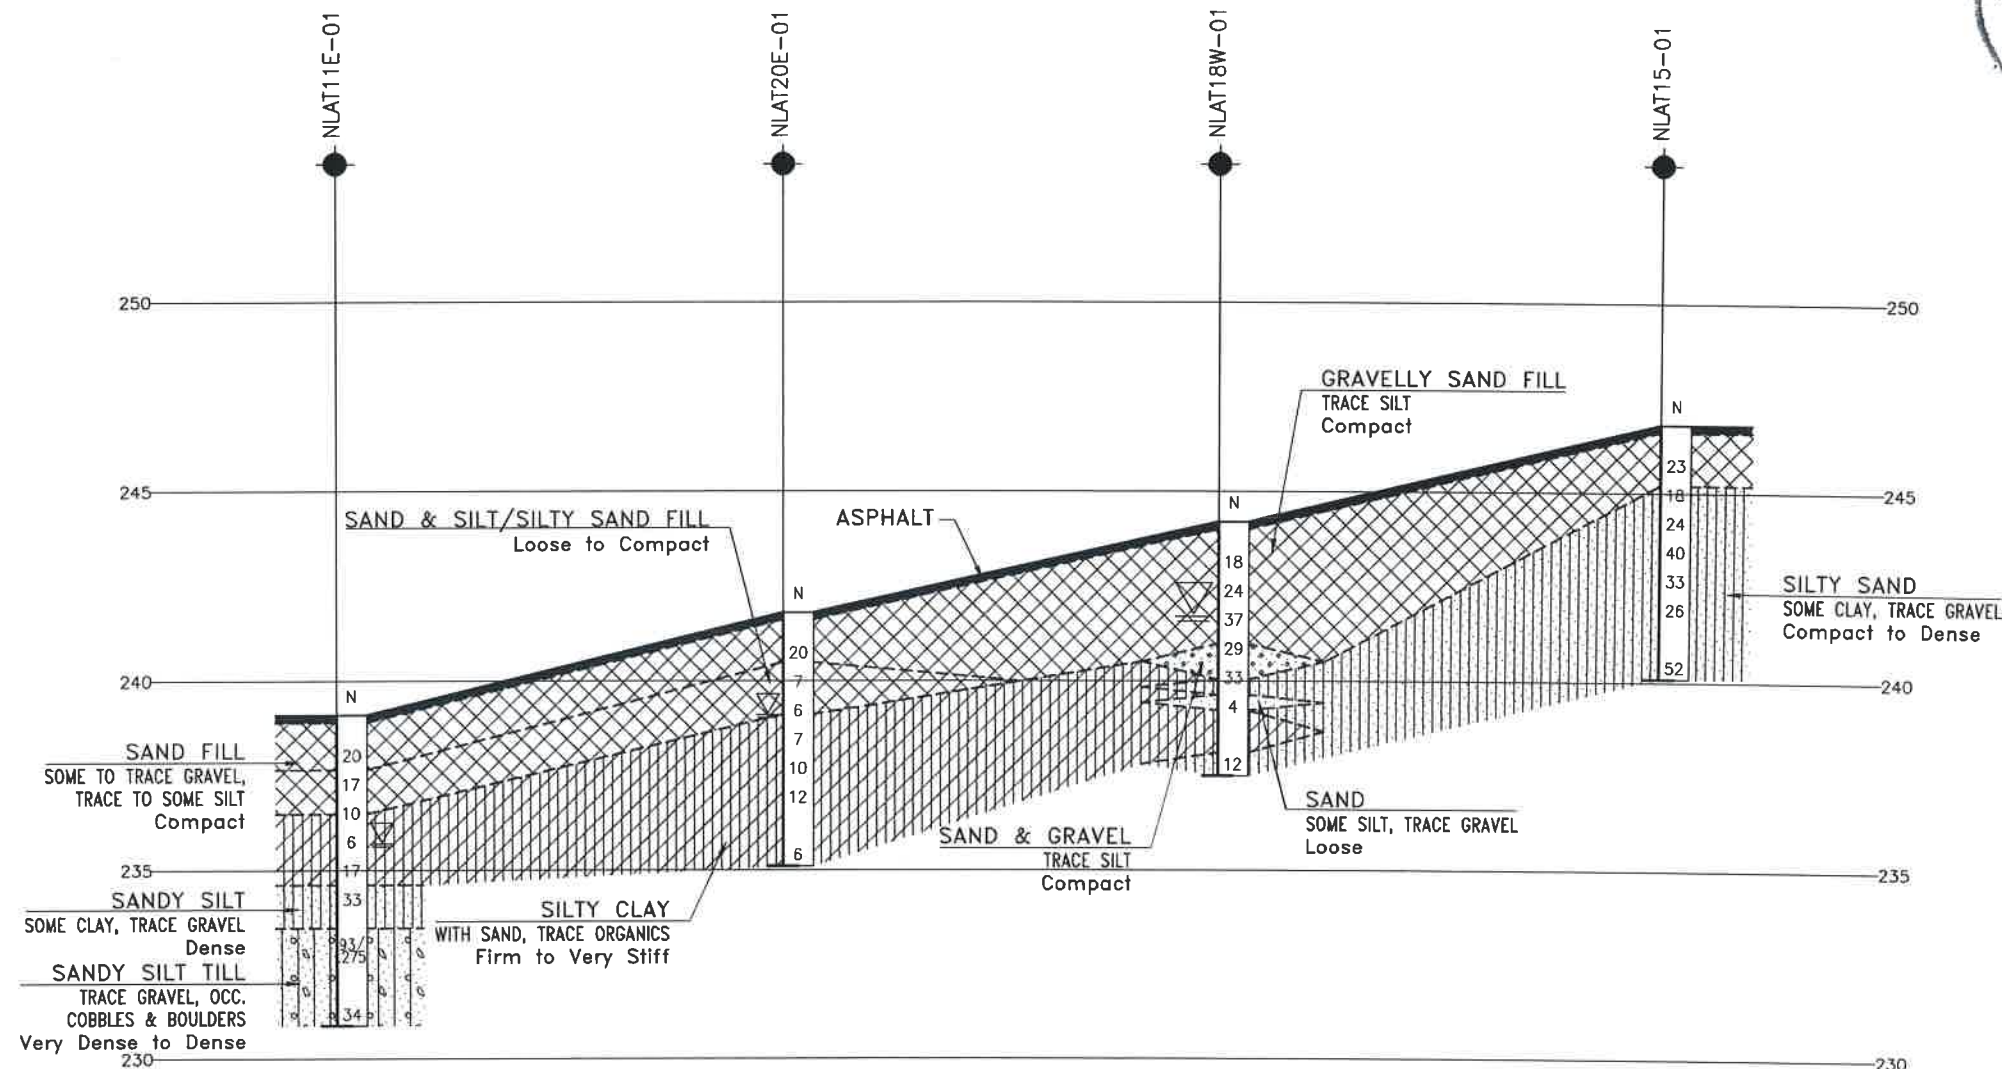 NLAT11E-01
NLAT20E-01
NLAT18W-01
NLAT15-01
250
250
GRAVELLY SAND FILL
TRACE SILT
Compact
N
23
18
24
40
33
26
52
245
245
SAND & SILT/SILTY SAND FILL
Loose to Compact
ASPHALT
N
18
24
37
29
33
4
12
SILTY SAND
SOME CLAY, TRACE GRAVEL
Compact to Dense
N
20
7
6
7
10
12
6
240
240
N
20
17
10
6
17
33
93/
275
34
SAND FILL
SOME TO TRACE GRAVEL,
TRACE TO SOME SILT
Compact
SAND
SOME SILT, TRACE GRAVEL
Loose
SAND & GRAVEL
TRACE SILT
Compact
235
235
SANDY SILT
SOME CLAY, TRACE GRAVEL
Dense
SILTY CLAY
WITH SAND, TRACE ORGANICS
Firm to Very Stiff
SANDY SILT TILL
TRACE GRAVEL, OCC.
COBBLES & BOULDERS
Very Dense to Dense
230
230